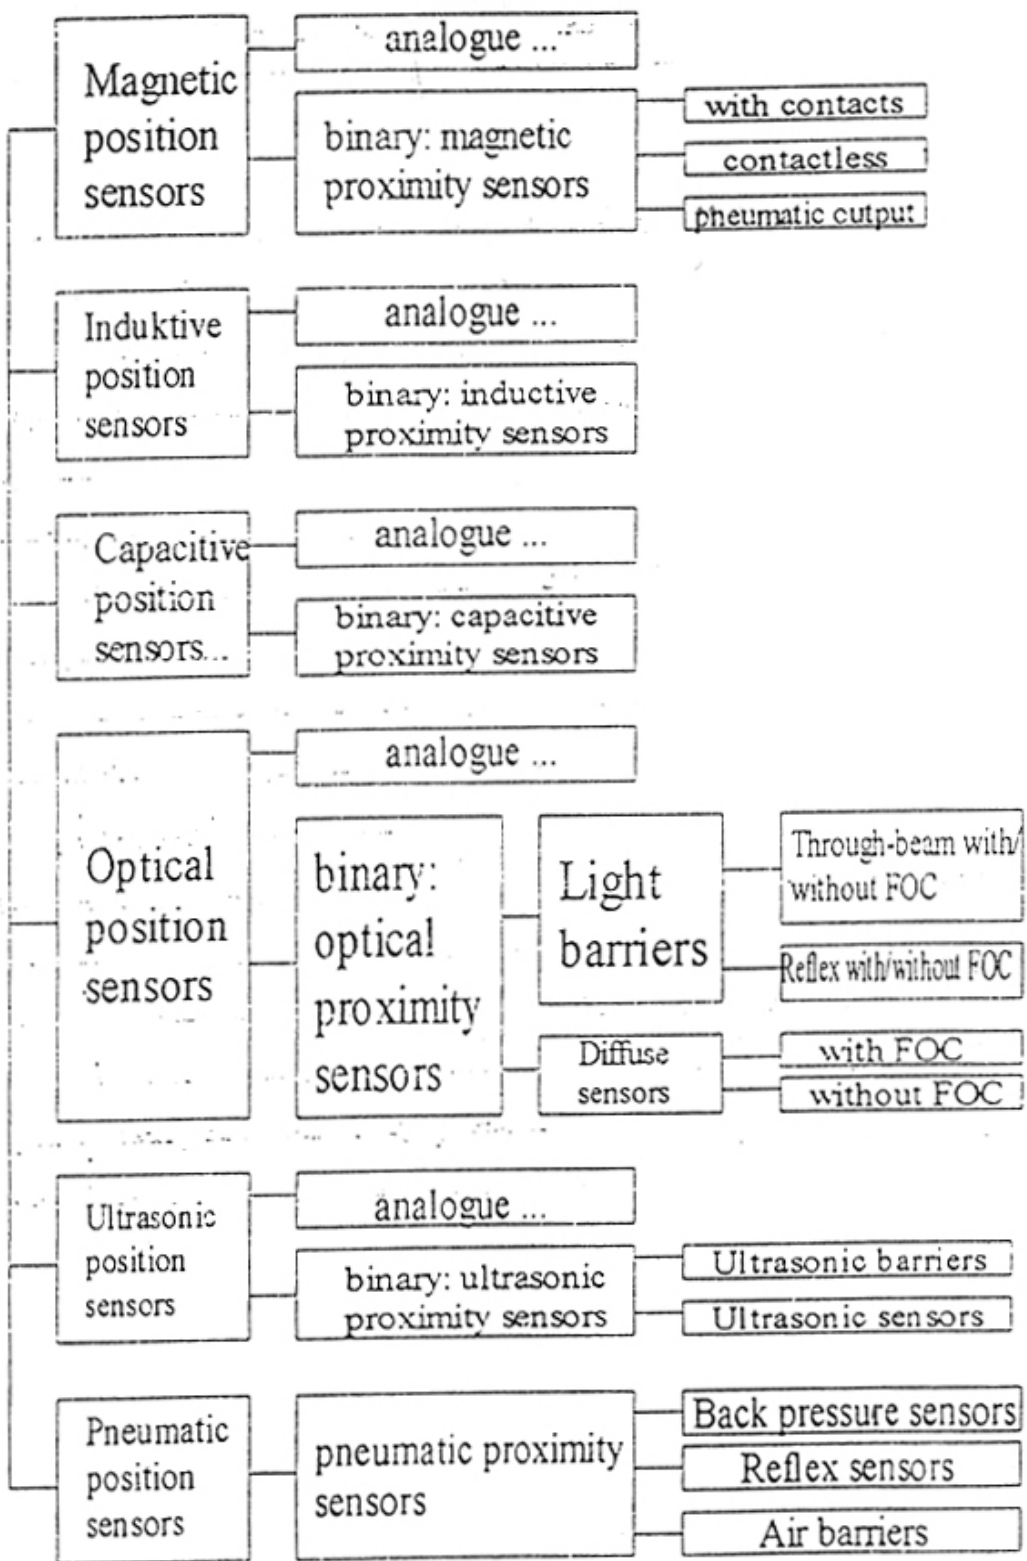 analogue ...
Magnetic
position
sensors
binary: magnetic
proximity sensors
with contacts
contactless
pneumatic cutput
Induktive
position
sensors
analogue ...
binary: inductive
proximity sensors
Capacitive
position
sensors...
analogue ...
binary: capacitive
proximity sensors
Optical
position
sensors
analogue ...
binary:
optical
proximity
sensors
Light
barriers
Through-beam with/
without FOC
Reflex with/without FOC
Diffuse
sensors
with FOC
without FOC
Ultrasonic
position
sensors
analogue ...
binary: ultrasonic
proximity sensors
Ultrasonic barriers
Ultrasonic sensors
Pneumatic
position
sensors
pneumatic proximity
sensors
Back pressure sensors
Reflex sensors
Air barriers